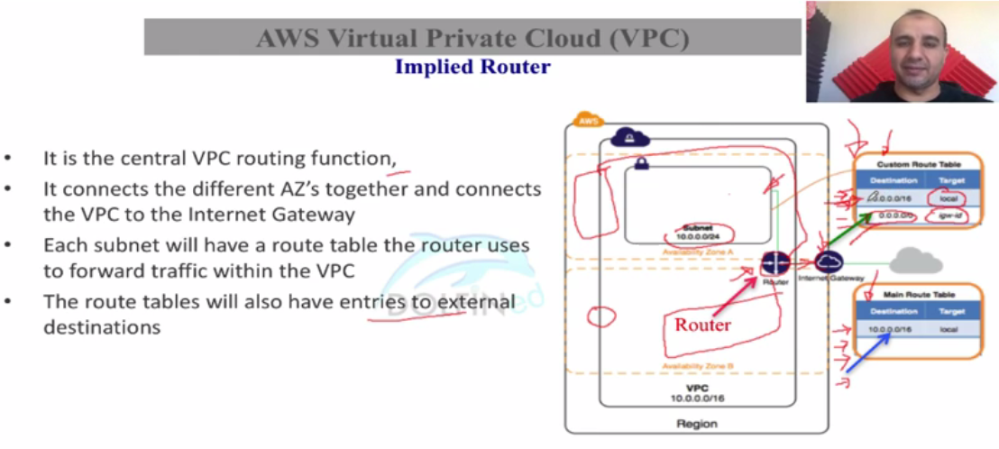 AWS Virtual Private Cloud (VPC)
Implied Router
• It is the central VPC routing function,
• It connects the different AZ's together and connects
the VPC to the Internet Gateway
• Each subnet will have a route table the router uses
to forward traffic within the VPC
• The route tables will also have entries to external
destinations
DOLFINed
AWS
Subnet
10.0.0.0/24
Availability Zone A
Router
Internet Gateway
Router
Availability Zone B
VPC
10.0.0.0/16
Region
Custom Route Table
Destination Target
.0.0.0/16 local
0.0.0.0/0 igw-id
Main Route Table
Destination Target
10.0.0.0/16 local